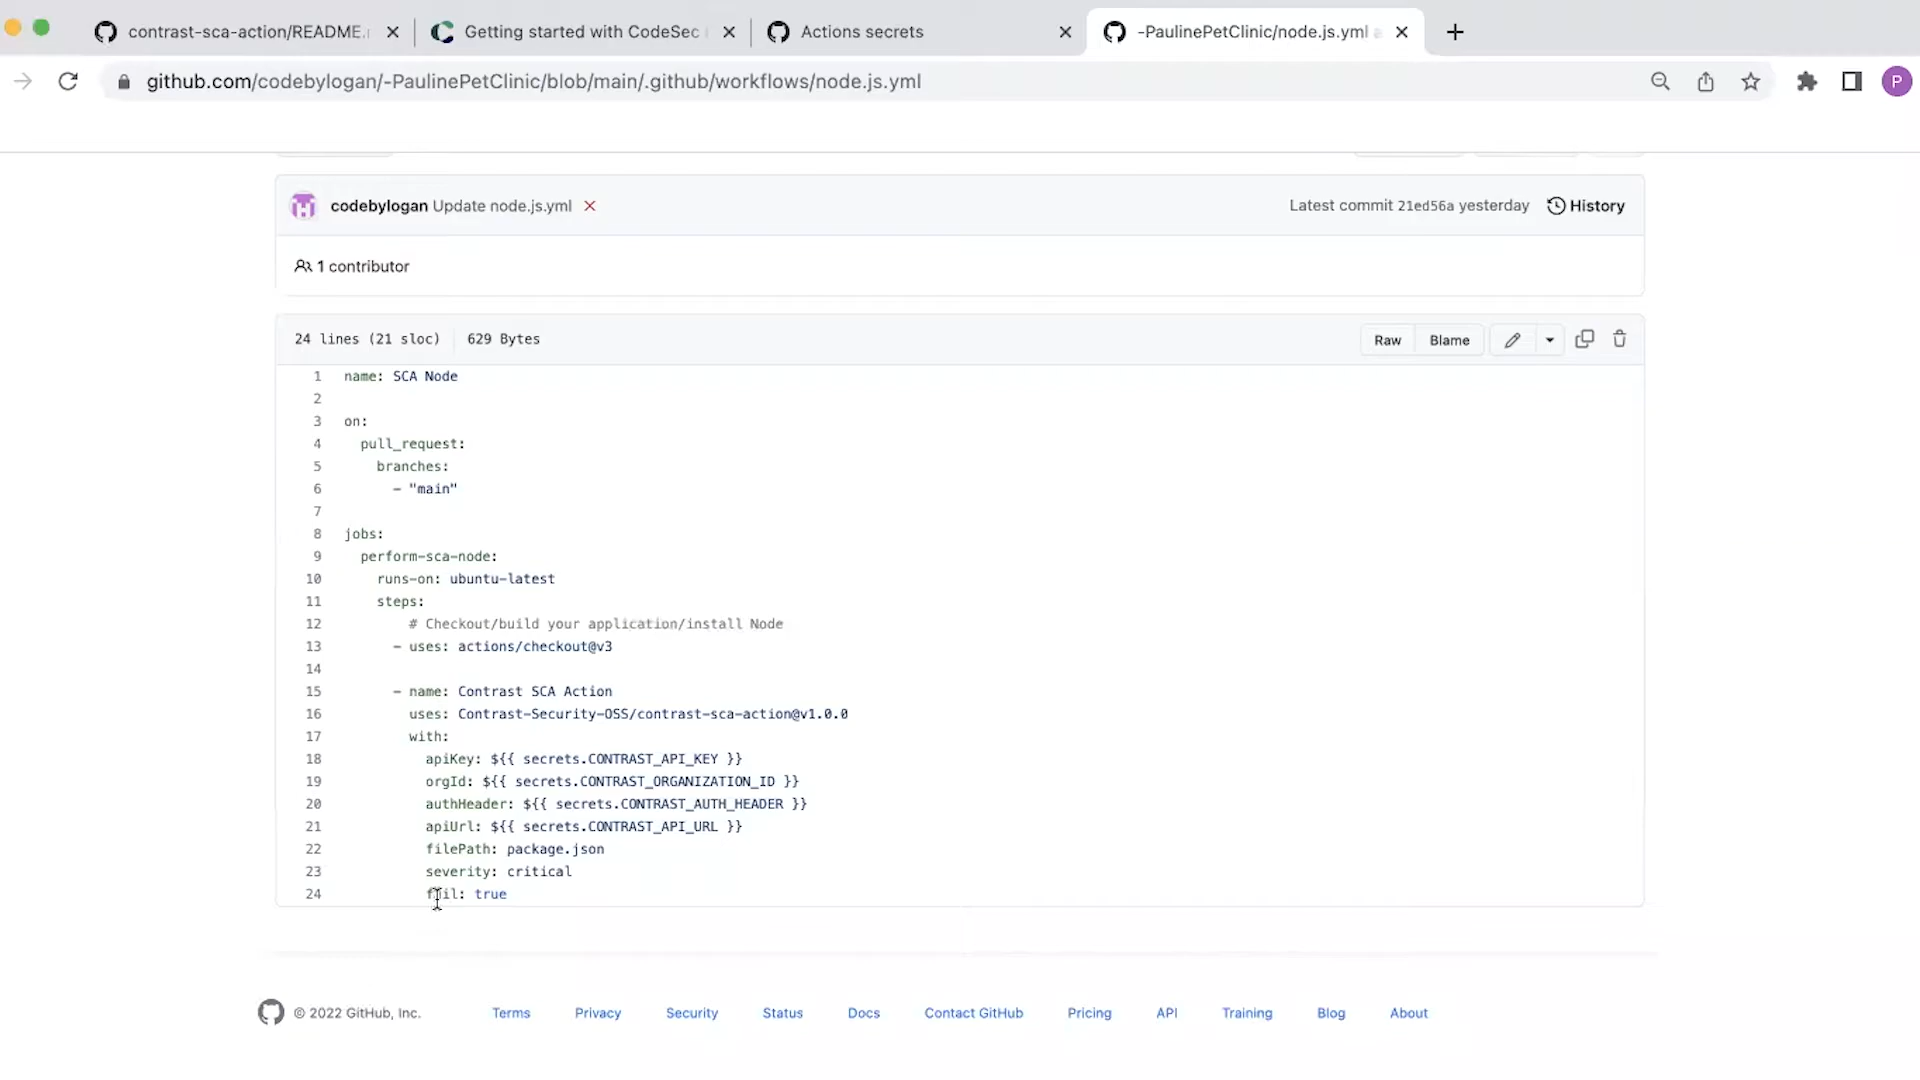 contrast-sca-action/README.
Getting started with CodeSec
Actions secrets
-PaulinePetClinic/node.js.yml
github.com/codebylogan/-PaulinePetClinic/blob/main/.github/workflows/node.js.yml
P
codebylogan Update node.js.yml
Latest commit 21ed56a yesterday
History
1 contributor
24 lines (21 sloc)
629 Bytes
Raw
Blame
1 name: SCA Node
2
3 on:
4 pull_request:
5 branches:
6 - "main"
7
8 jobs:
9 perform-sca-node:
10 runs-on: ubuntu-latest
11 steps:
12 # Checkout/build your application/install Node
13 - uses: actions/checkout@v3
14
15 - name: Contrast SCA Action
16 uses: Contrast-Security-OSS/contrast-sca-action@v1.0.0
17 with:
18 apiKey: ${{ secrets.CONTRAST_API_KEY }}
19 orgId: ${{ secrets.CONTRAST_ORGANIZATION_ID }}
20 authHeader: ${{ secrets.CONTRAST_AUTH_HEADER }}
21 apiUrl: ${{ secrets.CONTRAST_API_URL }}
22 filePath: package.json
23 severity: critical
24 fail: true
© 2022 GitHub, Inc.
Terms
Privacy
Security
Status
Docs
Contact GitHub
Pricing
API
Training
Blog
About